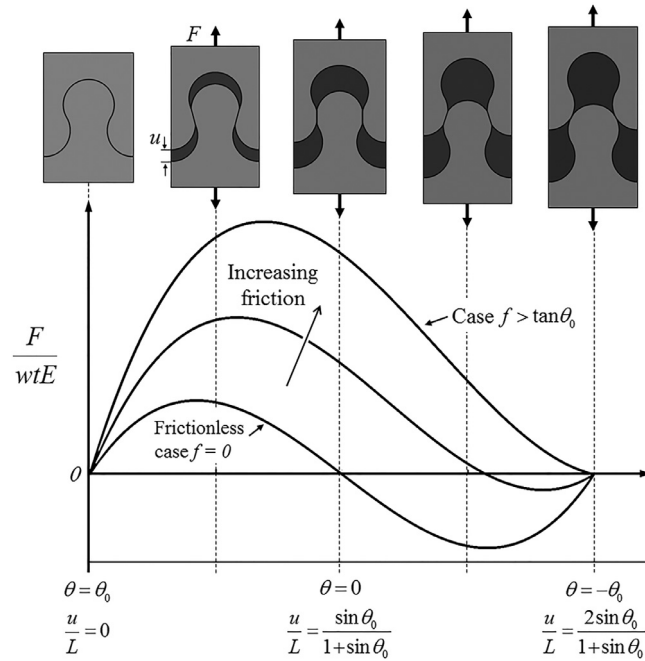 F
u
Increasing
friction
Case f > tanθ₀
F
wtE
Frictionless
case f = 0
0
θ = θ₀
θ = 0
θ = −θ₀
u/L = 0
u/L = sinθ₀/1+sinθ₀
u/L = 2sinθ₀/1+sinθ₀